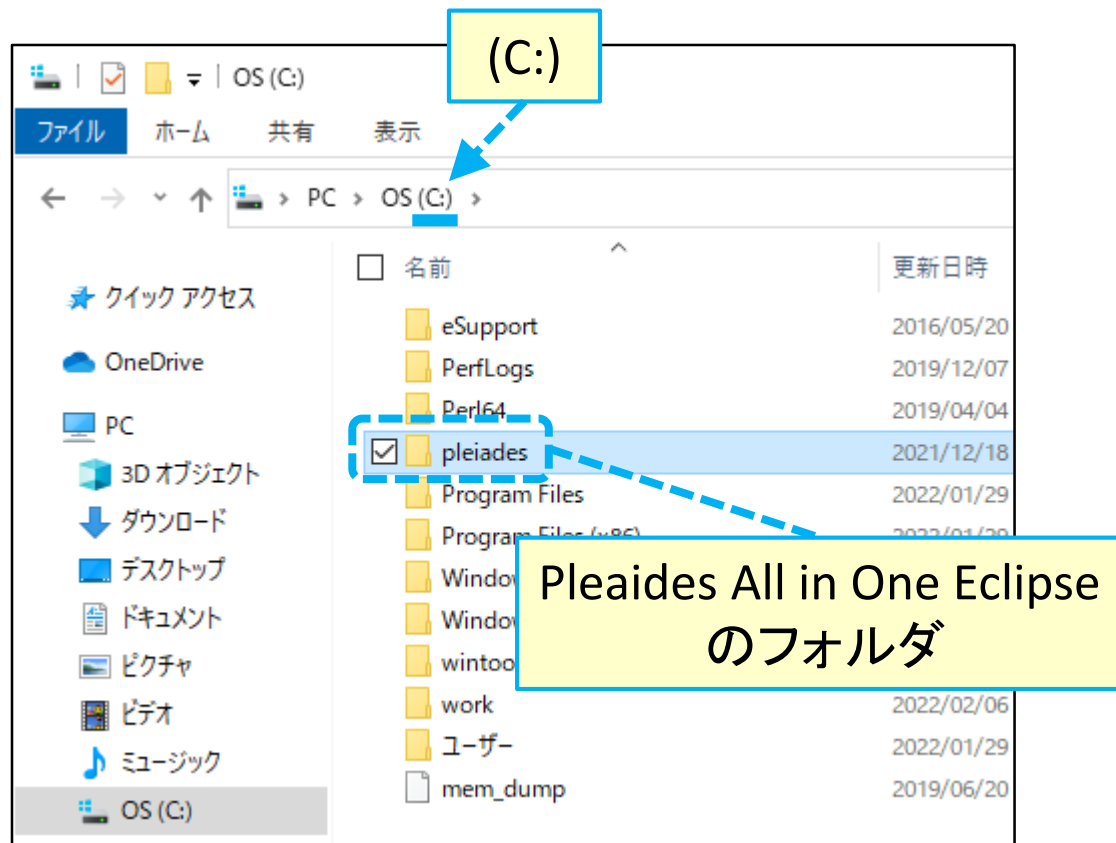 (C:)
OS (C:)
ファイル ホーム 共有 表示
PC > OS (C:) >
名前 更新日時
クイック アクセス
OneDrive
PC
3D オブジェクト
ダウンロード
デスクトップ
ドキュメント
ピクチャ
ビデオ
ミュージック
OS (C:)
eSupport 2016/05/20
PerfLogs 2019/12/07
Perl64 2019/04/04
pleiades 2021/12/18
Program Files 2022/01/29
Program Files (x86) 2022/01/29
Pleaides All in One Eclipse
のフォルダ
work 2022/02/06
ユーザー 2022/01/29
mem_dump 2019/06/20